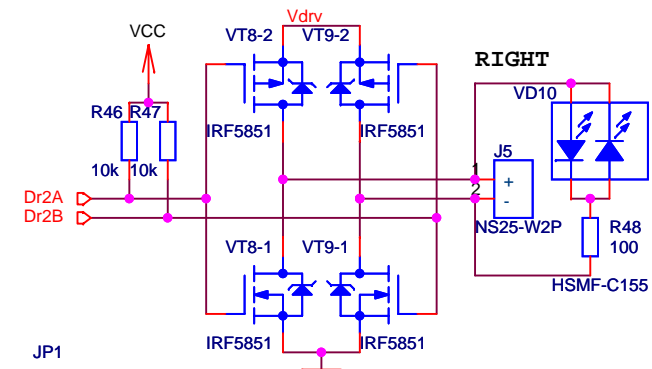 Vdrv
VCC
VT8-2 VT9-2
RIGHT
VD10
R46 R47
IRF5851 IRF5851
10k 10k
J5
1
+
2
-
Dr2A
Dr2B
NS25-W2P
R48
100
VT8-1 VT9-1
HSMF-C155
IRF5851 IRF5851
JP1